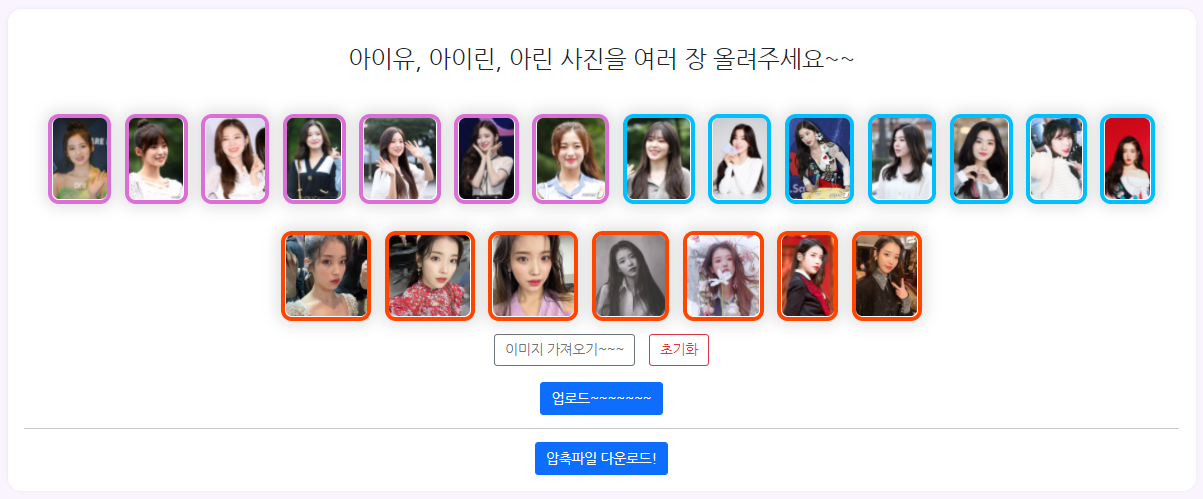 아이유, 아이린, 아린 사진을 여러 장 올려주세요~~
이미지 가져오기~~~
초기화
업로드~~~~~~~
압축파일 다운로드!